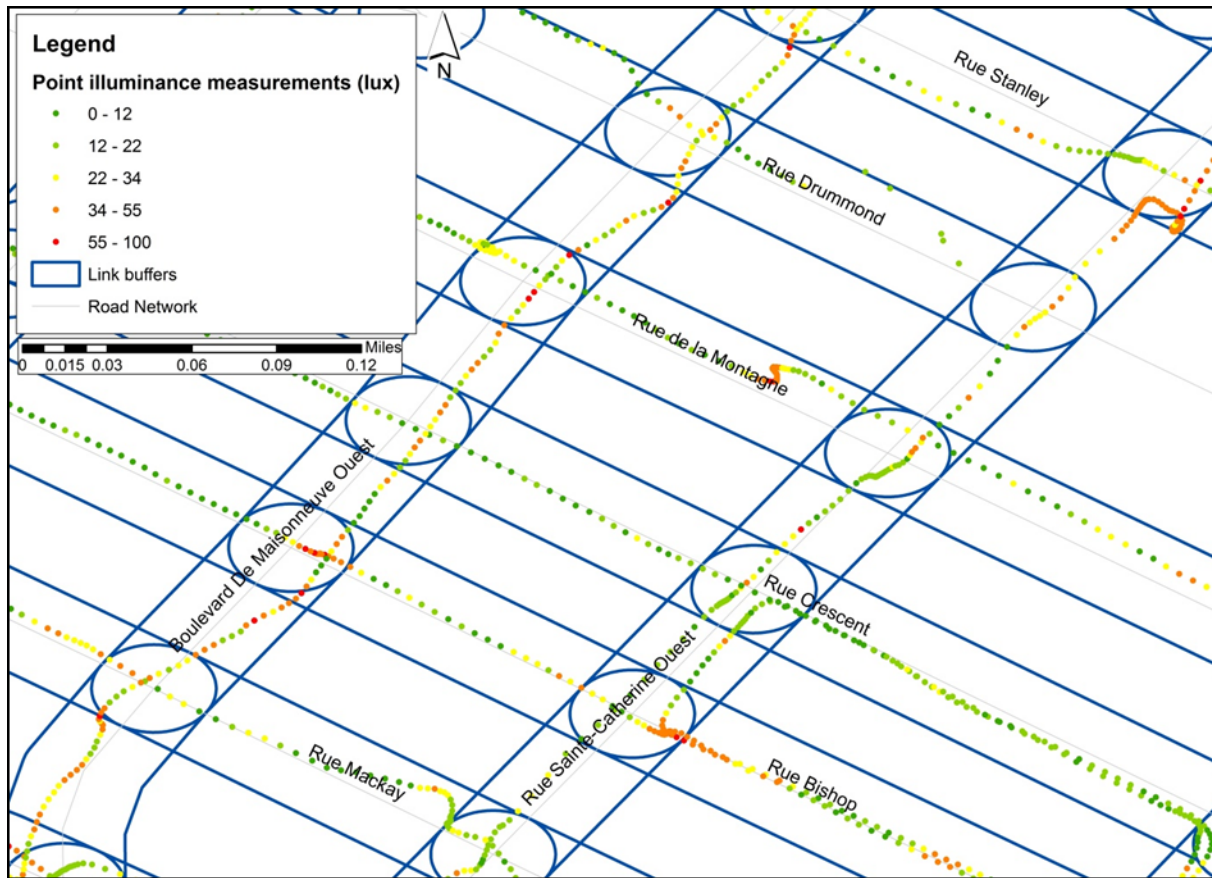 Legend
Point illuminance measurements (lux)
0 - 12
12 - 22
22 - 34
34 - 55
55 - 100
Link buffers
Road Network
N
Miles
0 0.015 0.03 0.06 0.09 0.12
Rue Stanley
Rue Drummond
Rue de la Montagne
Boulevard De Maisonneuve Ouest
Rue Crescent
Rue Sainte-Catherine Ouest
Rue Mackay
Rue Bishop